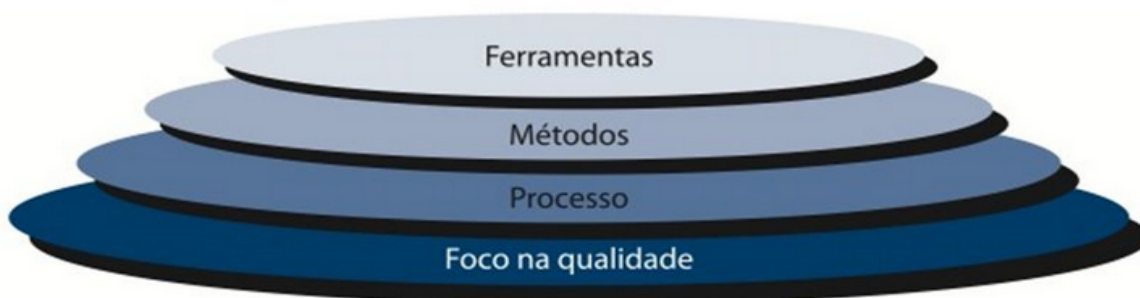 Ferramentas
Métodos
Processo
Foco na qualidade